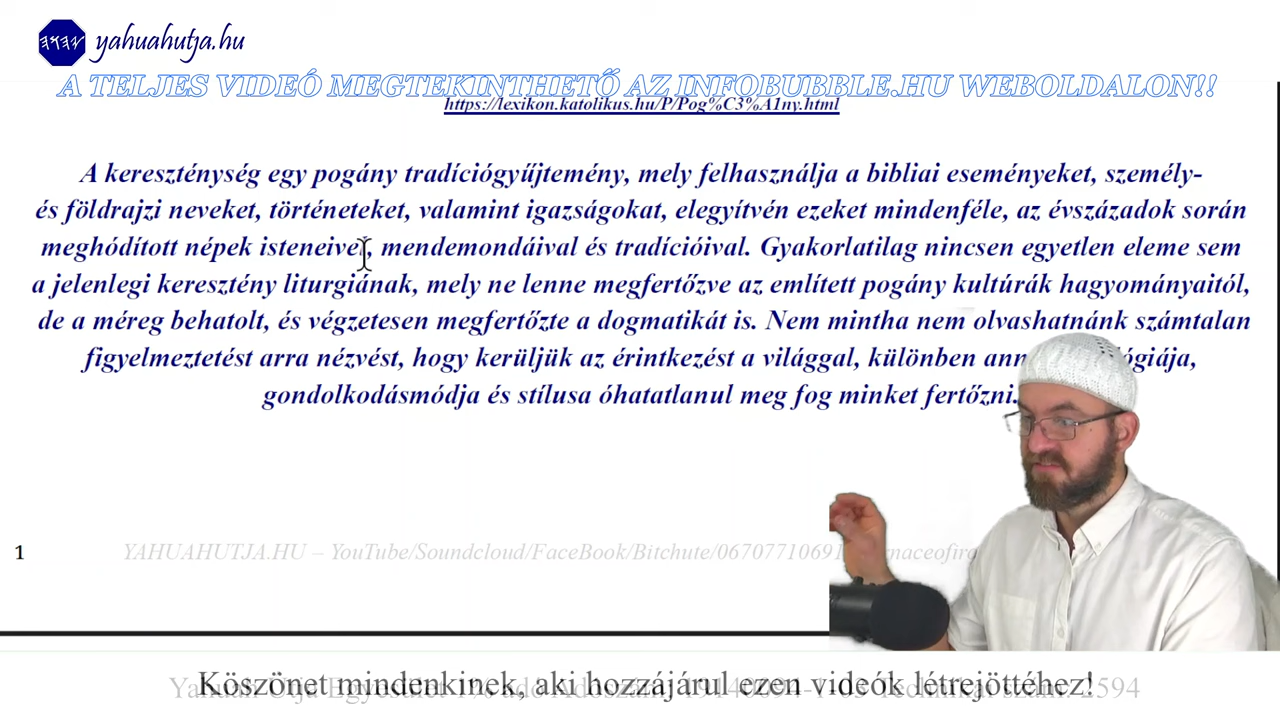 yahuahutja.hu
A TELJES VIDEÓ MEGTEKINTHETŐ AZ INFOBUBBLE.HU WEBOLDALON!!
https://lexikon.katolikus.hu/P/Pog%C3%A1ny.html
A kereszténység egy pogány tradíciógyűjtemény, mely felhasználja a bibliai eseményeket, személy-
és földrajzi neveket, történeteket, valamint igazságokat, elegyítvén ezeket mindenféle, az évszázadok során
meghódított népek isteneivel, mendemondáival és tradícióival. Gyakorlatilag nincsen egyetlen eleme sem
a jelenlegi keresztény liturgiának, mely ne lenne megfertőzve az említett pogány kultúrák hagyományaitól,
de a méreg behatolt, és végzetesen megfertőzte a dogmatikát is. Nem mintha nem olvashatnánk számtalan
figyelmeztetést arra nézvést, hogy kerüljük az érintkezést a világgal, különben
gondolkodásmódja és stílusa óhatatlanul meg fog minket fertőzni.
1
YAHUAHUTJA.HU – YouTube/Soundcloud/FaceBook/Bitchute/06707710691
Köszönet mindenkinek, aki hozzájárul ezen videók létrejöttéhez!
2594